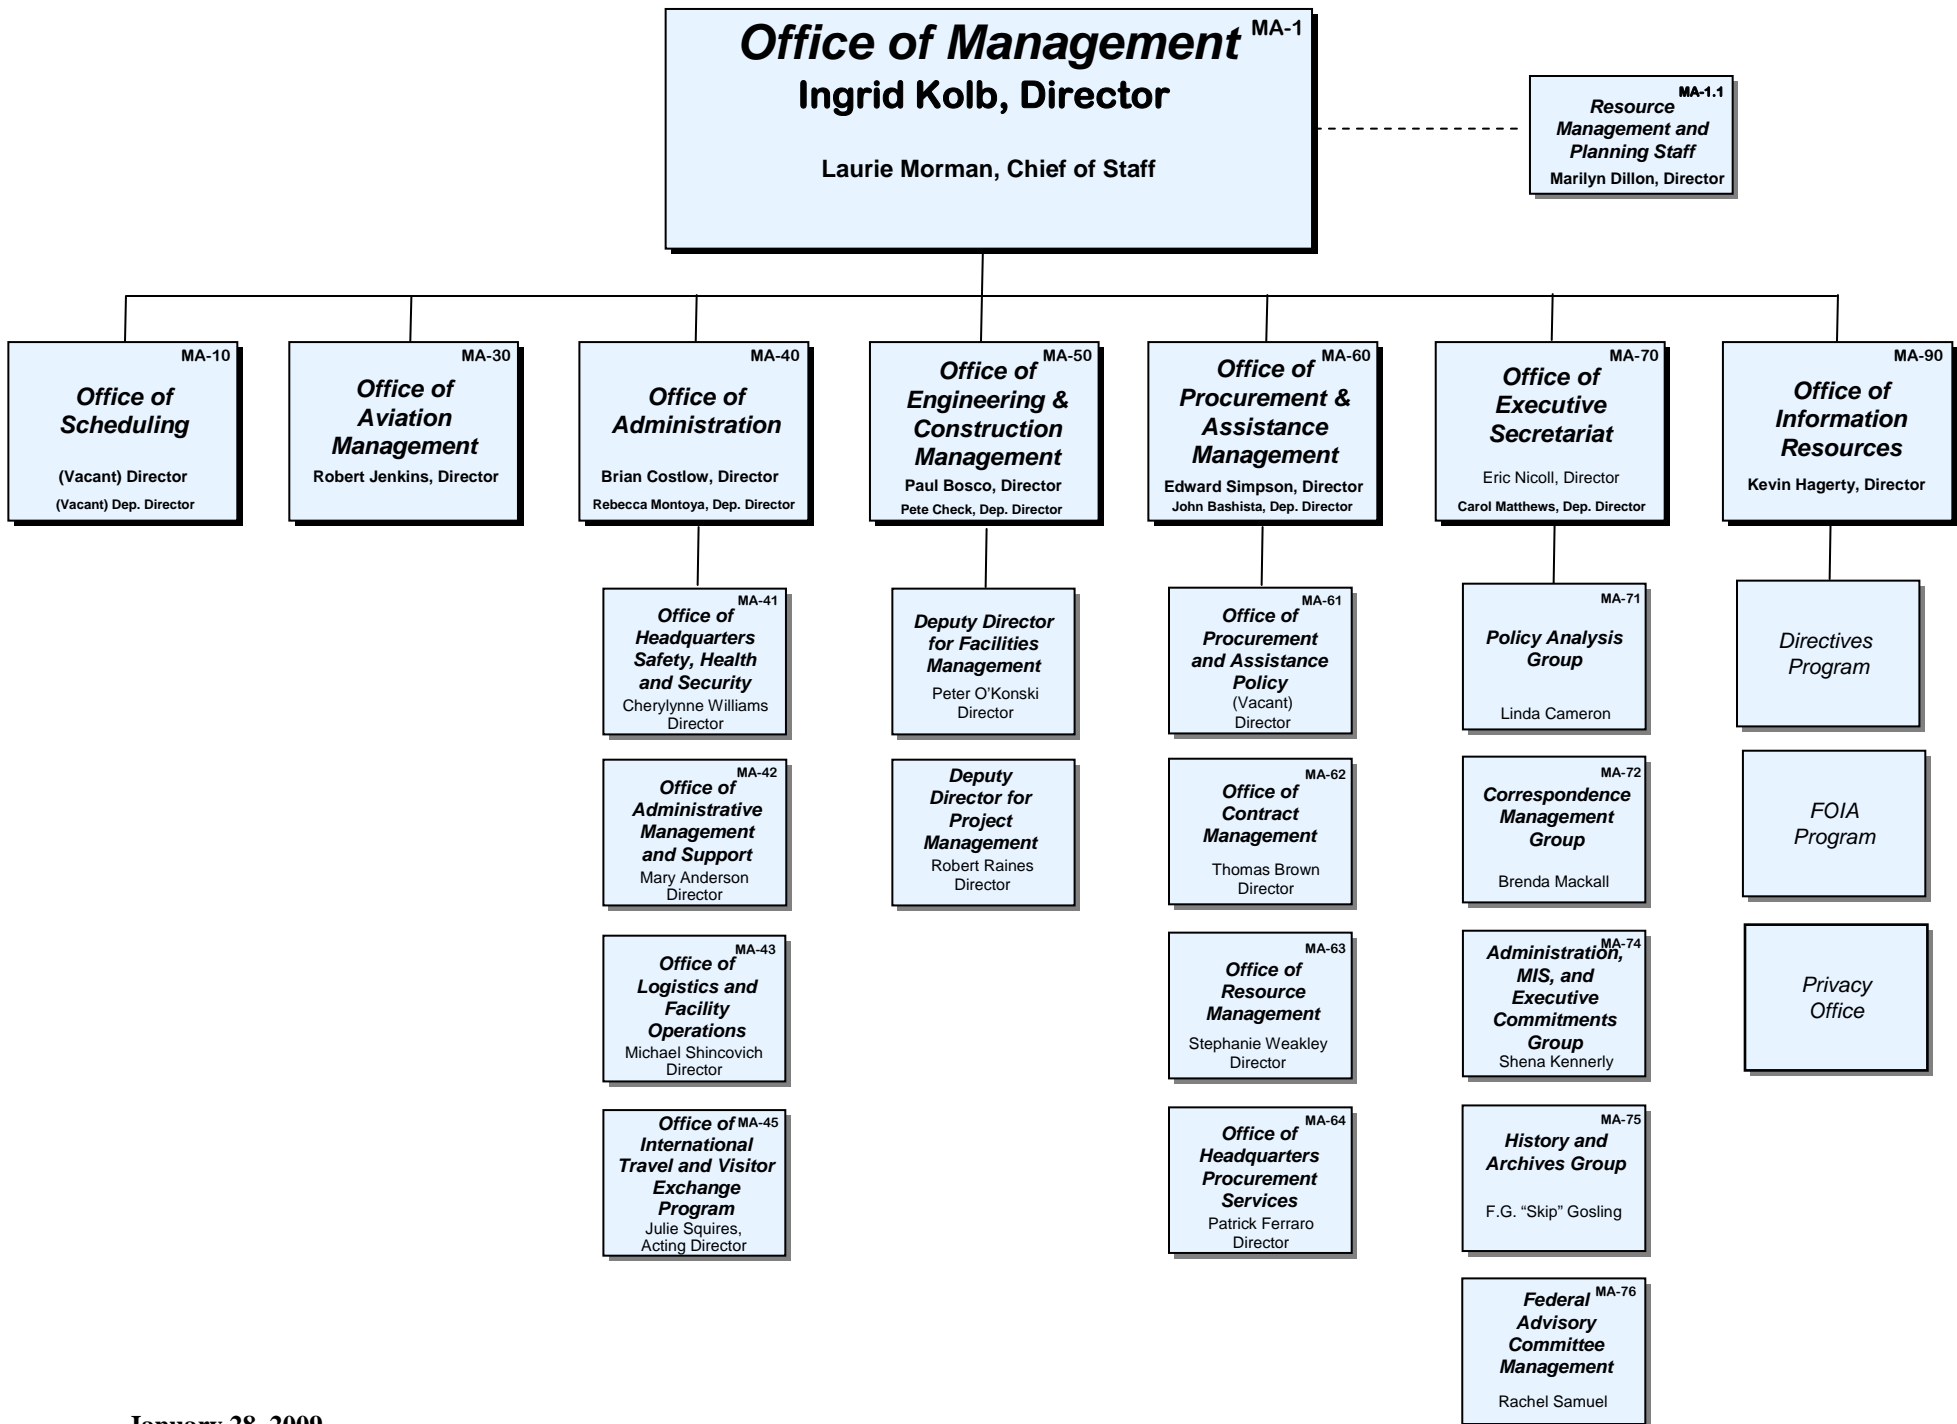 Office of Management MA-1
Ingrid Kolb, Director
Laurie Morman, Chief of Staff
MA-1.1
Resource
Management and
Planning Staff
Marilyn Dillon, Director
MA-10
Office of
Scheduling
(Vacant) Director
(Vacant) Dep. Director
MA-30
Office of
Aviation
Management
Robert Jenkins, Director
MA-40
Office of
Administration
Brian Costlow, Director
Rebecca Montoya, Dep. Director
MA-50
Office of
Engineering &
Construction
Management
Paul Bosco, Director
Pete Check, Dep. Director
MA-60
Office of
Procurement &
Assistance
Management
Edward Simpson, Director
John Bashista, Dep. Director
MA-70
Office of
Executive
Secretariat
Eric Nicoll, Director
Carol Matthews, Dep. Director
MA-90
Office of
Information
Resources
Kevin Hagerty, Director
MA-41
Office of
Headquarters
Safety, Health
and Security
Cherylynne Williams
Director
MA-42
Office of
Administrative
Management
and Support
Mary Anderson
Director
MA-43
Office of
Logistics and
Facility
Operations
Michael Shincovich
Director
Office of MA-45
International
Travel and Visitor
Exchange
Program
Julie Squires,
Acting Director
Deputy Director
for Facilities
Management
Peter O’Konski
Director
Deputy
Director for
Project
Management
Robert Raines
Director
MA-61
Office of
Procurement
and Assistance
Policy
(Vacant)
Director
MA-62
Office of
Contract
Management
Thomas Brown
Director
MA-63
Office of
Resource
Management
Stephanie Weakley
Director
MA-64
Office of
Headquarters
Procurement
Services
Patrick Ferraro
Director
MA-71
Policy Analysis
Group
Linda Cameron
MA-72
Correspondence
Management
Group
Brenda Mackall
MA-74
Administration,
MIS, and
Executive
Commitments
Group
Shena Kennerly
MA-75
History and
Archives Group
F.G. “Skip” Gosling
MA-76
Federal
Advisory
Committee
Management
Rachel Samuel
Directives
Program
FOIA
Program
Privacy
Office
January 28, 2009